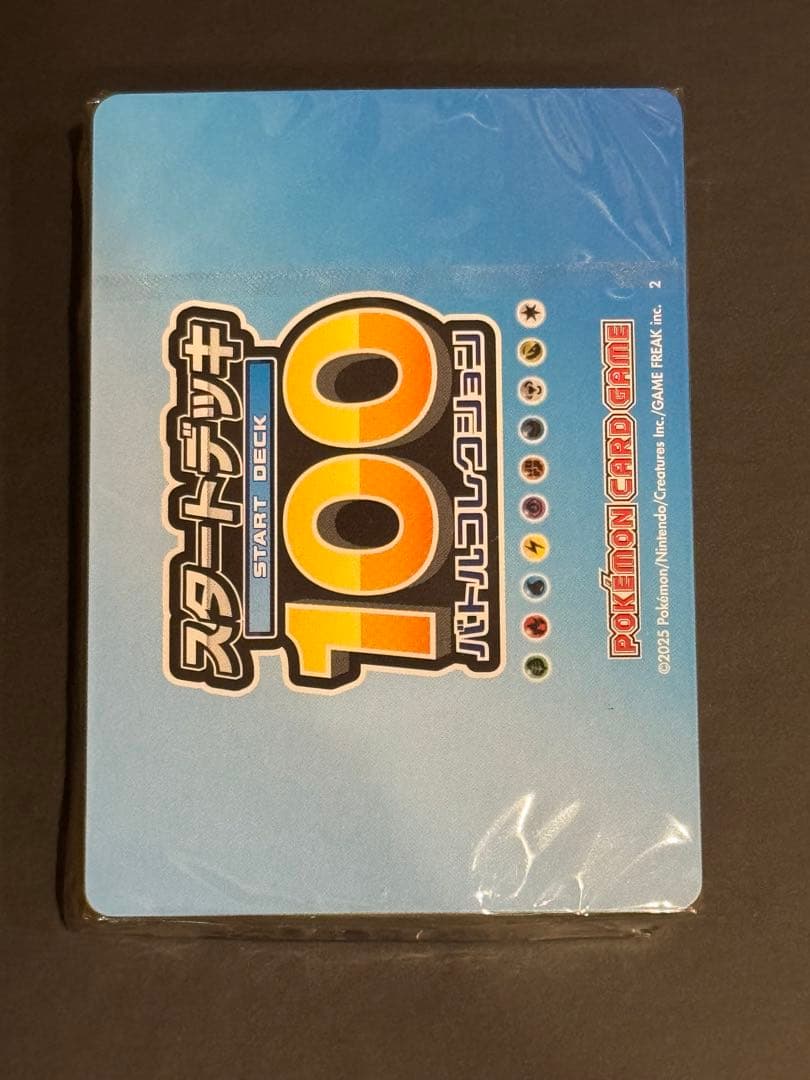 スタートデッキ
START DECK
100
バトルコレクション
POKÉMON CARD GAME
©2025 Pokémon/Nintendo/Creatures Inc./GAME FREAK inc. 2